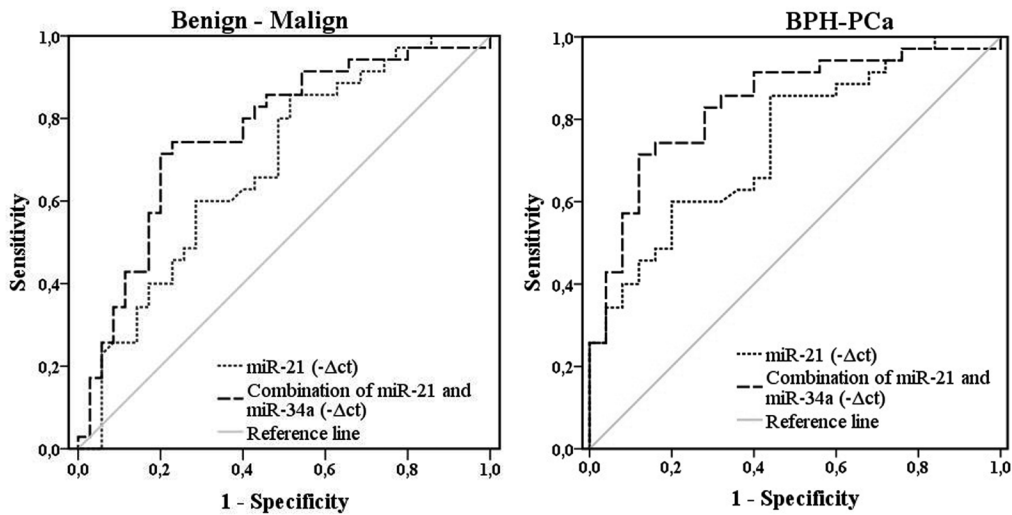 Benign - Malign
1,0
0,8
0,6
0,4
0,2
0,0
Sensitivity
0,0 0,2 0,4 0,6 0,8 1,0
1 - Specificity
miR-21 (-Δct)
Combination of miR-21 and
miR-34a (-Δct)
Reference line
BPH-PCa
1,0
0,8
0,6
0,4
0,2
0,0
Sensitivity
0,0 0,2 0,4 0,6 0,8 1,0
1 - Specificity
miR-21 (-Δct)
Combination of miR-21 and
miR-34a (-Δct)
Reference line